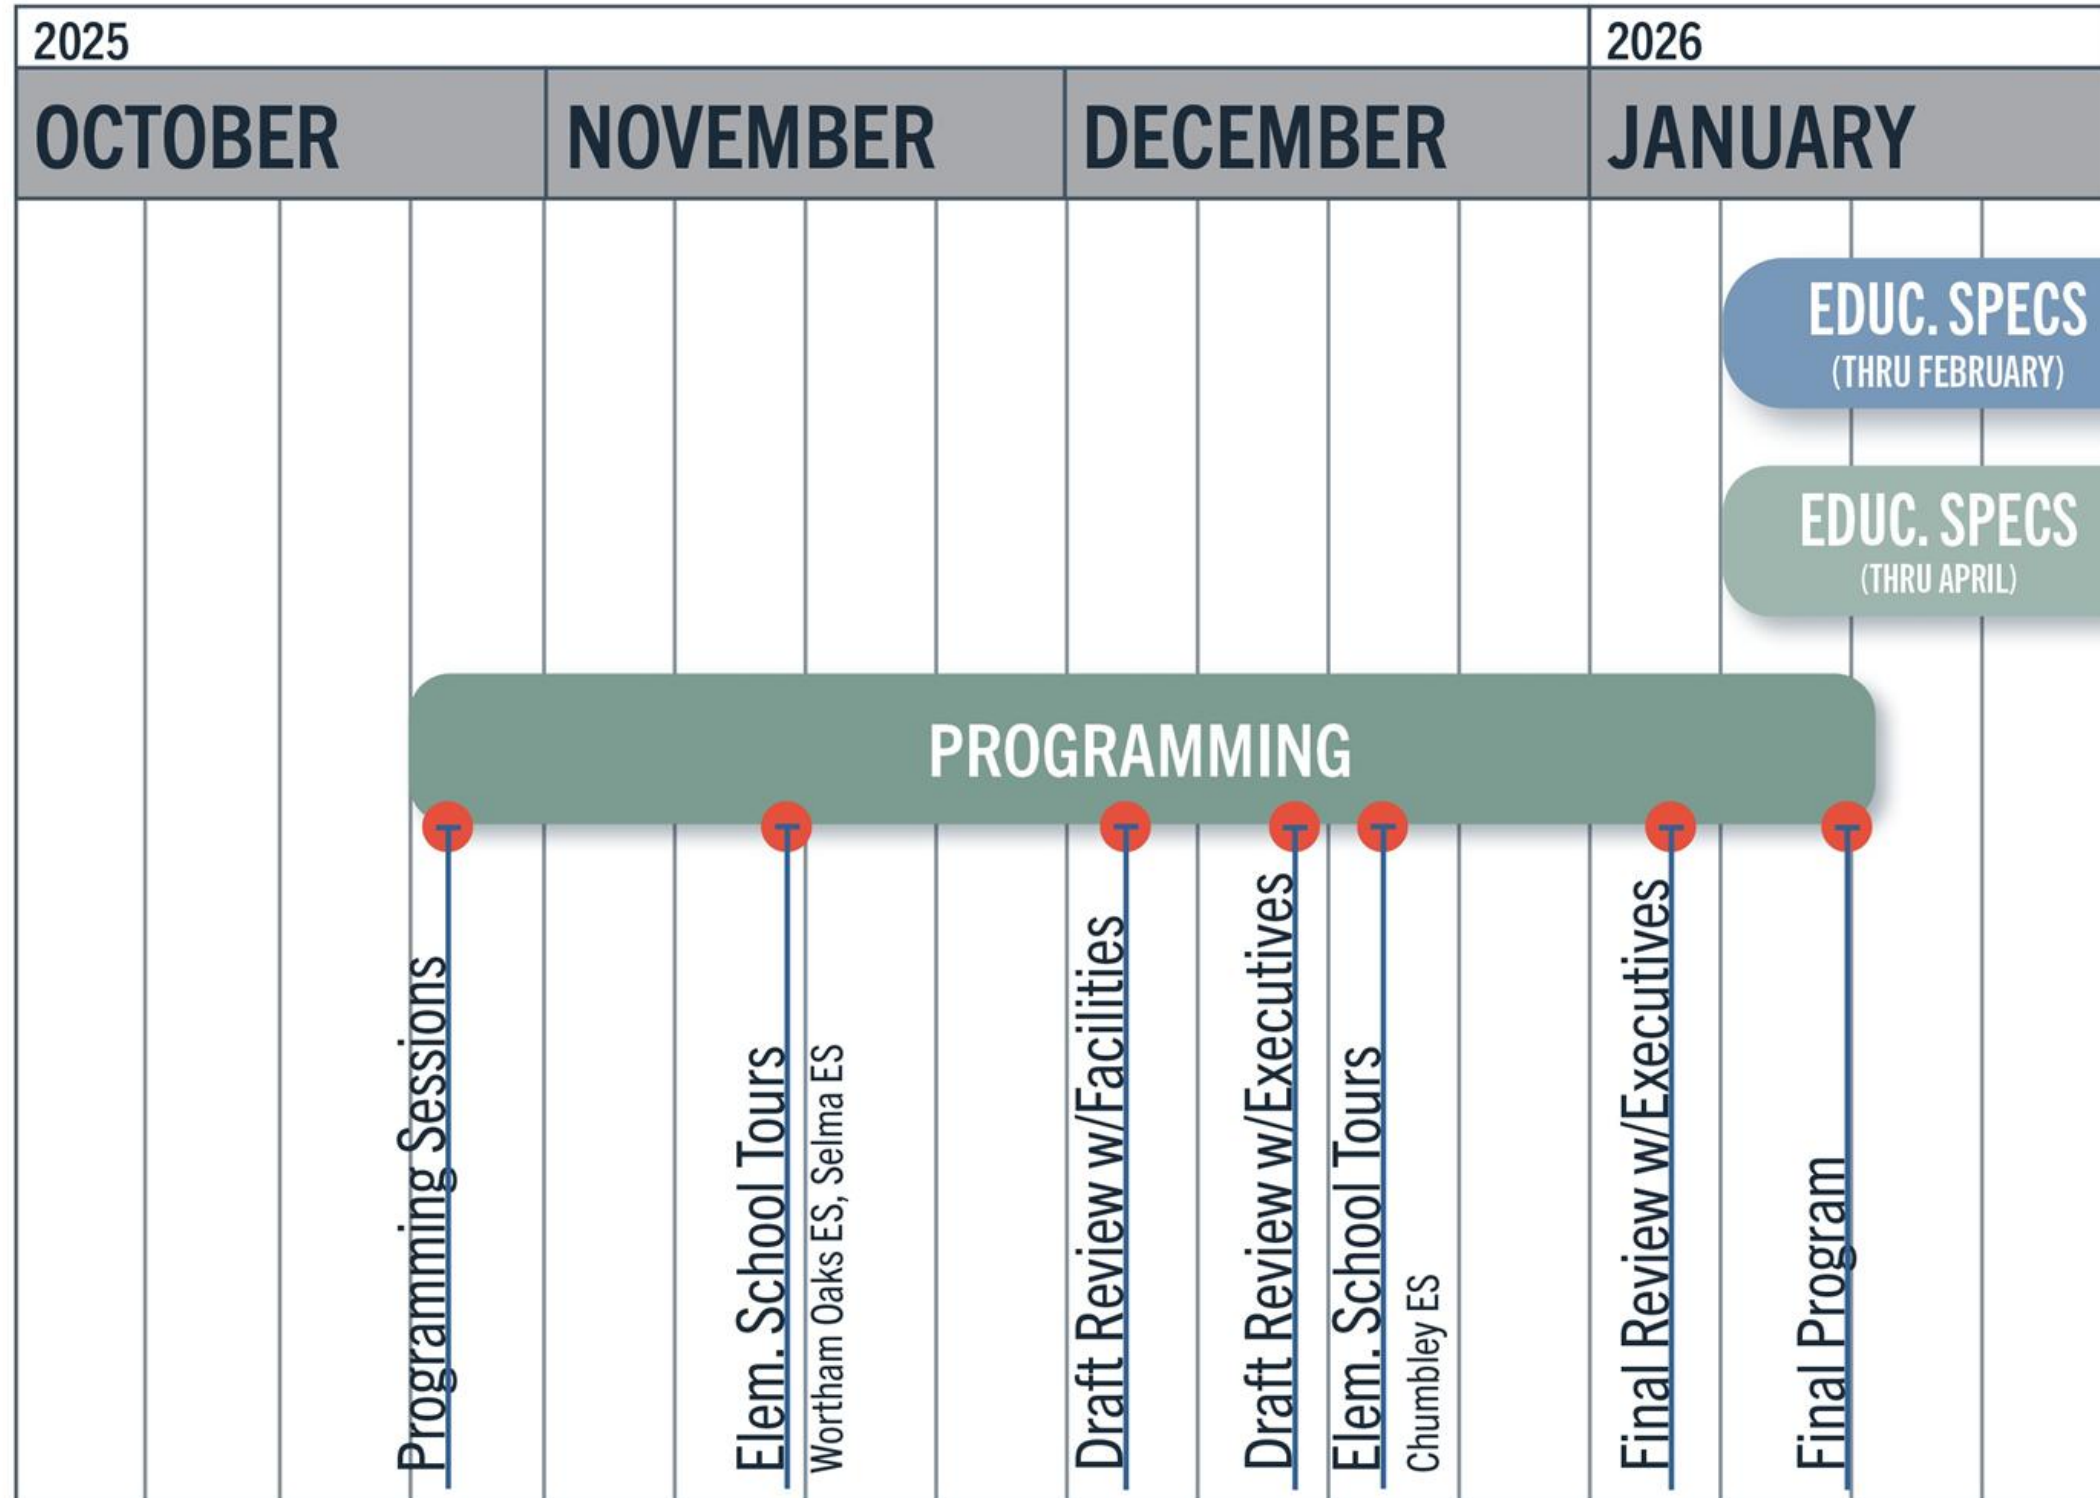 2025
2026
OCTOBER
NOVEMBER
DECEMBER
JANUARY
EDUC. SPECS
(THRU FEBRUARY)
EDUC. SPECS
(THRU APRIL)
PROGRAMMING
Programming Sessions
Elem. School Tours
Wortham Oaks ES, Selma ES
Draft Review w/Facilities
Draft Review w/Executives
Elem. School Tours
Chumbley ES
Final Review w/Executives
Final Program